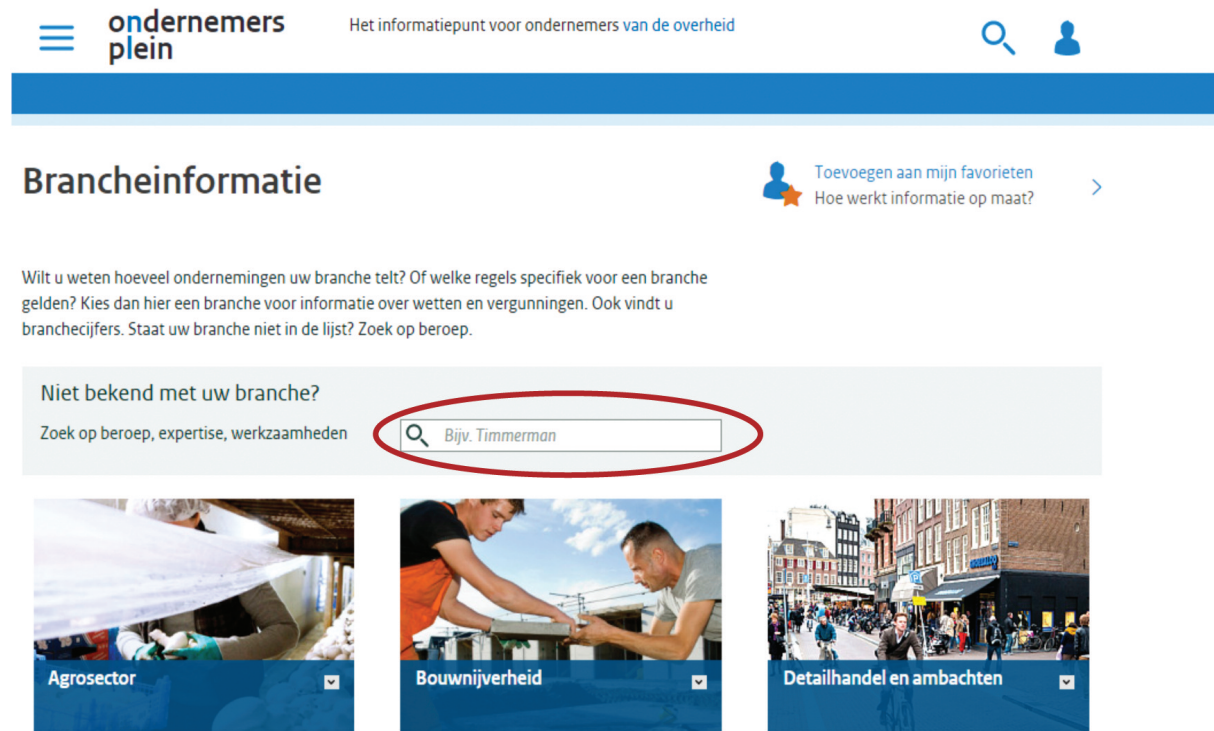 ondernemers
plein
Het informatiepunt voor ondernemers van de overheid
Brancheinformatie
Toevoegen aan mijn favorieten
Hoe werkt informatie op maat?
Wilt u weten hoeveel ondernemingen uw branche telt? Of welke regels specifiek voor een branche
gelden? Kies dan hier een branche voor informatie over wetten en vergunningen. Ook vindt u
branchecijfers. Staat uw branche niet in de lijst? Zoek op beroep.
Niet bekend met uw branche?
Zoek op beroep, expertise, werkzaamheden
Bijv. Timmerman
Agrosector
Bouwnijverheid
Detailhandel en ambachten